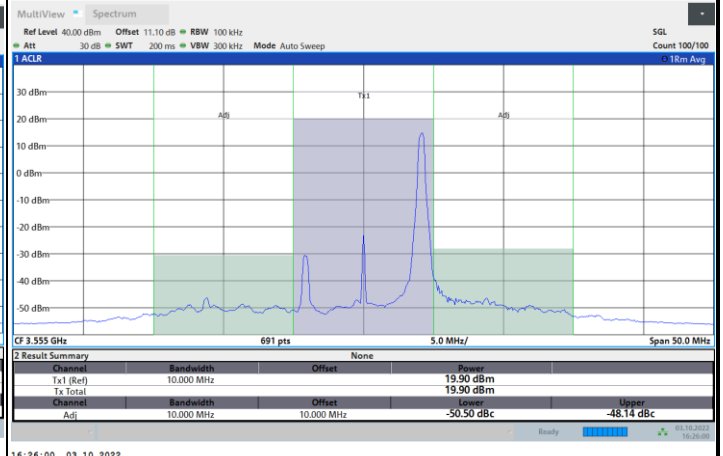 MultiView Spectrum
Ref Level 40.00 dBm Offset 11.10 dB RBW 100 kHz SGL
Att 30 dB SWT 200 ms VBW 300 kHz Mode Auto Sweep Count 100/100
1 ACLR 1Rm Avg
30 dBm
Tx1
20 dBm
Adj Adj
10 dBm
0 dBm
-10 dBm
-20 dBm
-30 dBm
-40 dBm
-50 dBm
CF 3.555 GHz 691 pts 5.0 MHz/ Span 50.0 MHz
2 Result Summary None
Channel Bandwidth Offset Power
Tx1 (Ref) 10.000 MHz 19.90 dBm
Tx Total 19.90 dBm
Channel Bandwidth Offset Lower Upper
Adj 10.000 MHz 10.000 MHz -50.50 dBc -48.14 dBc
Ready 03.10.2022
16:26:00
16:26:00 03.10.2022